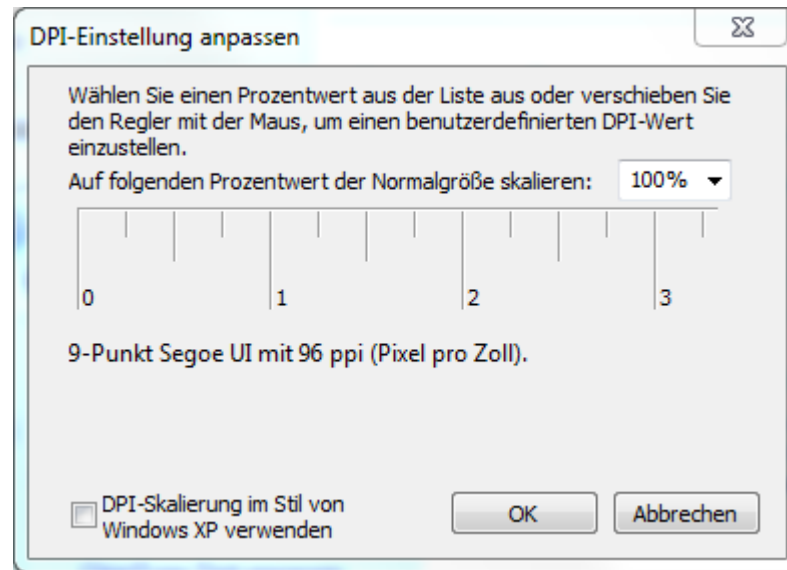 DPI-Einstellung anpassen
Wählen Sie einen Prozentwert aus der Liste aus oder verschieben Sie
den Regler mit der Maus, um einen benutzerdefinierten DPI-Wert
einzustellen.
Auf folgenden Prozentwert der Normalgröße skalieren: 100%
0 1 2 3
9-Punkt Segoe UI mit 96 ppi (Pixel pro Zoll).
DPI-Skalierung im Stil von
Windows XP verwenden
OK Abbrechen